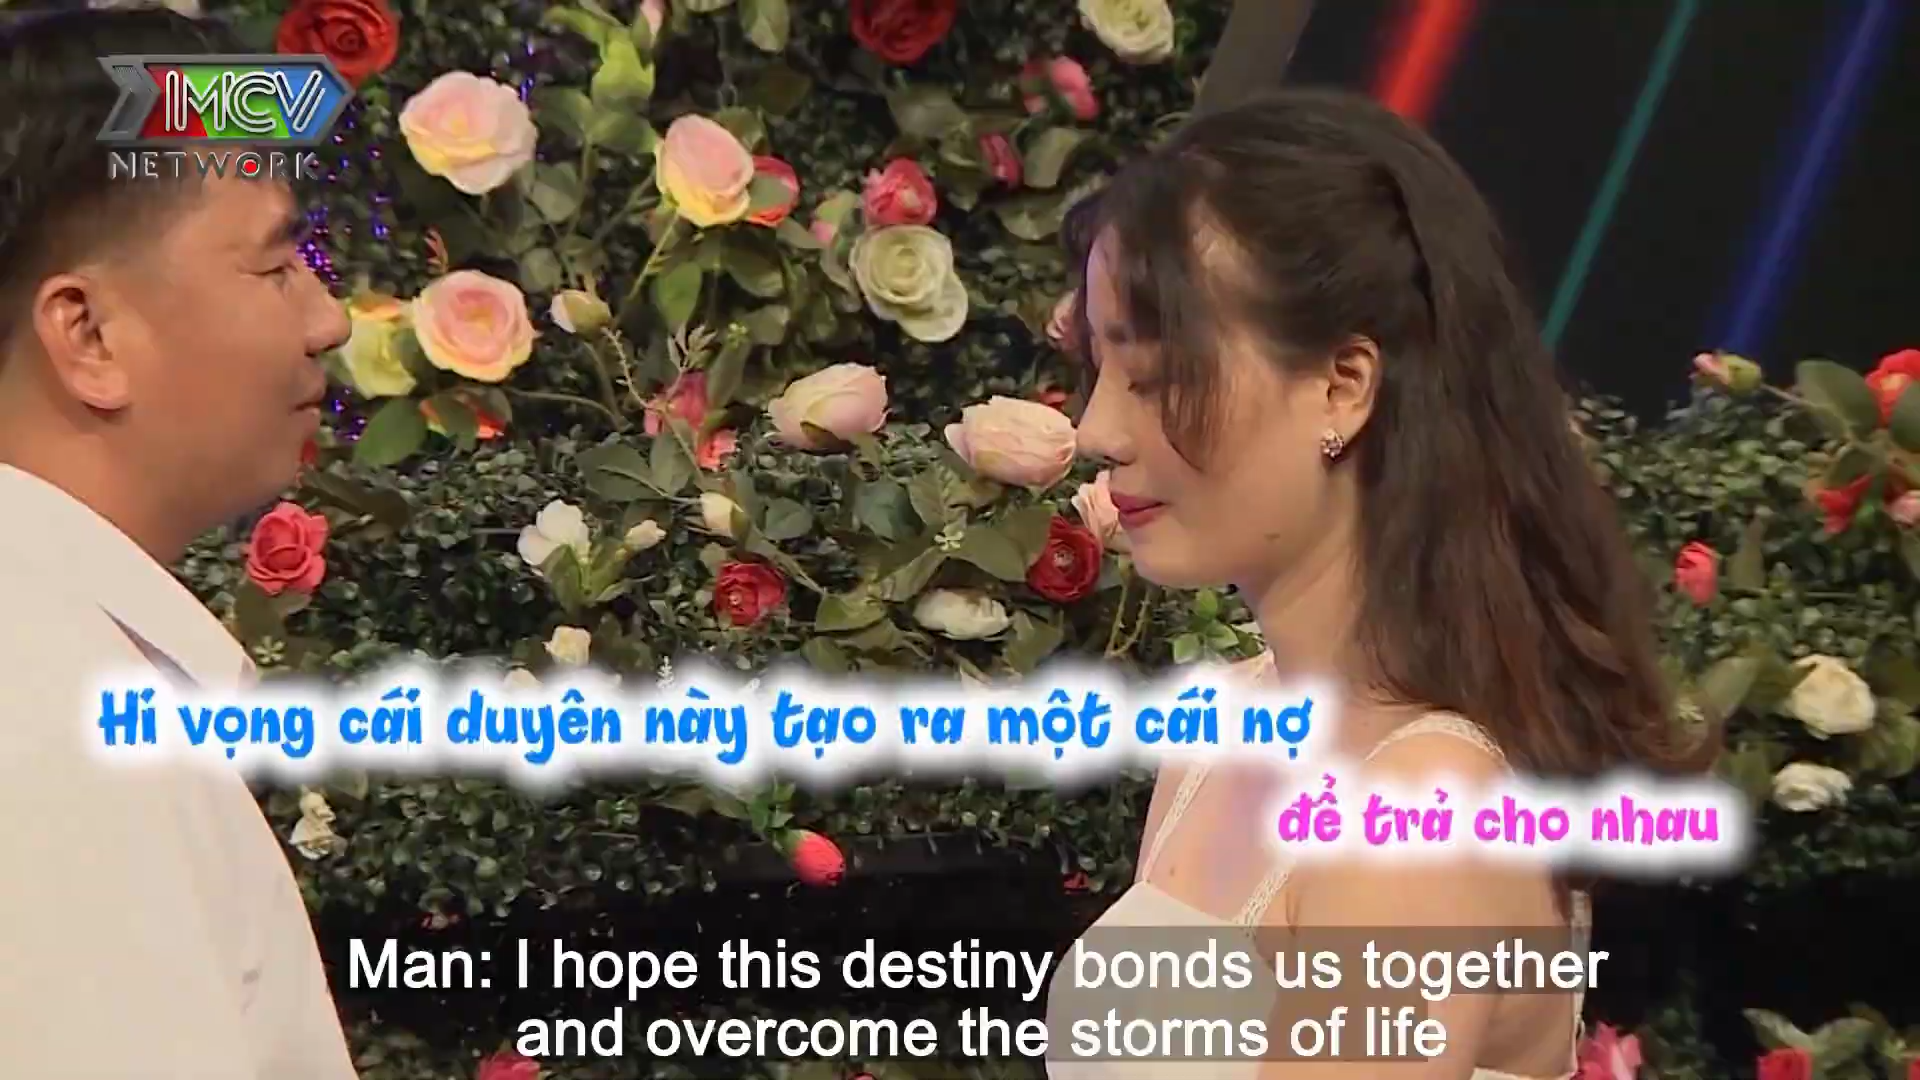 MCV
NETWORK
Hi vọng cái duyên này tạo ra một cái nợ
để trả cho nhau
Man: I hope this destiny bonds us together
and overcome the storms of life